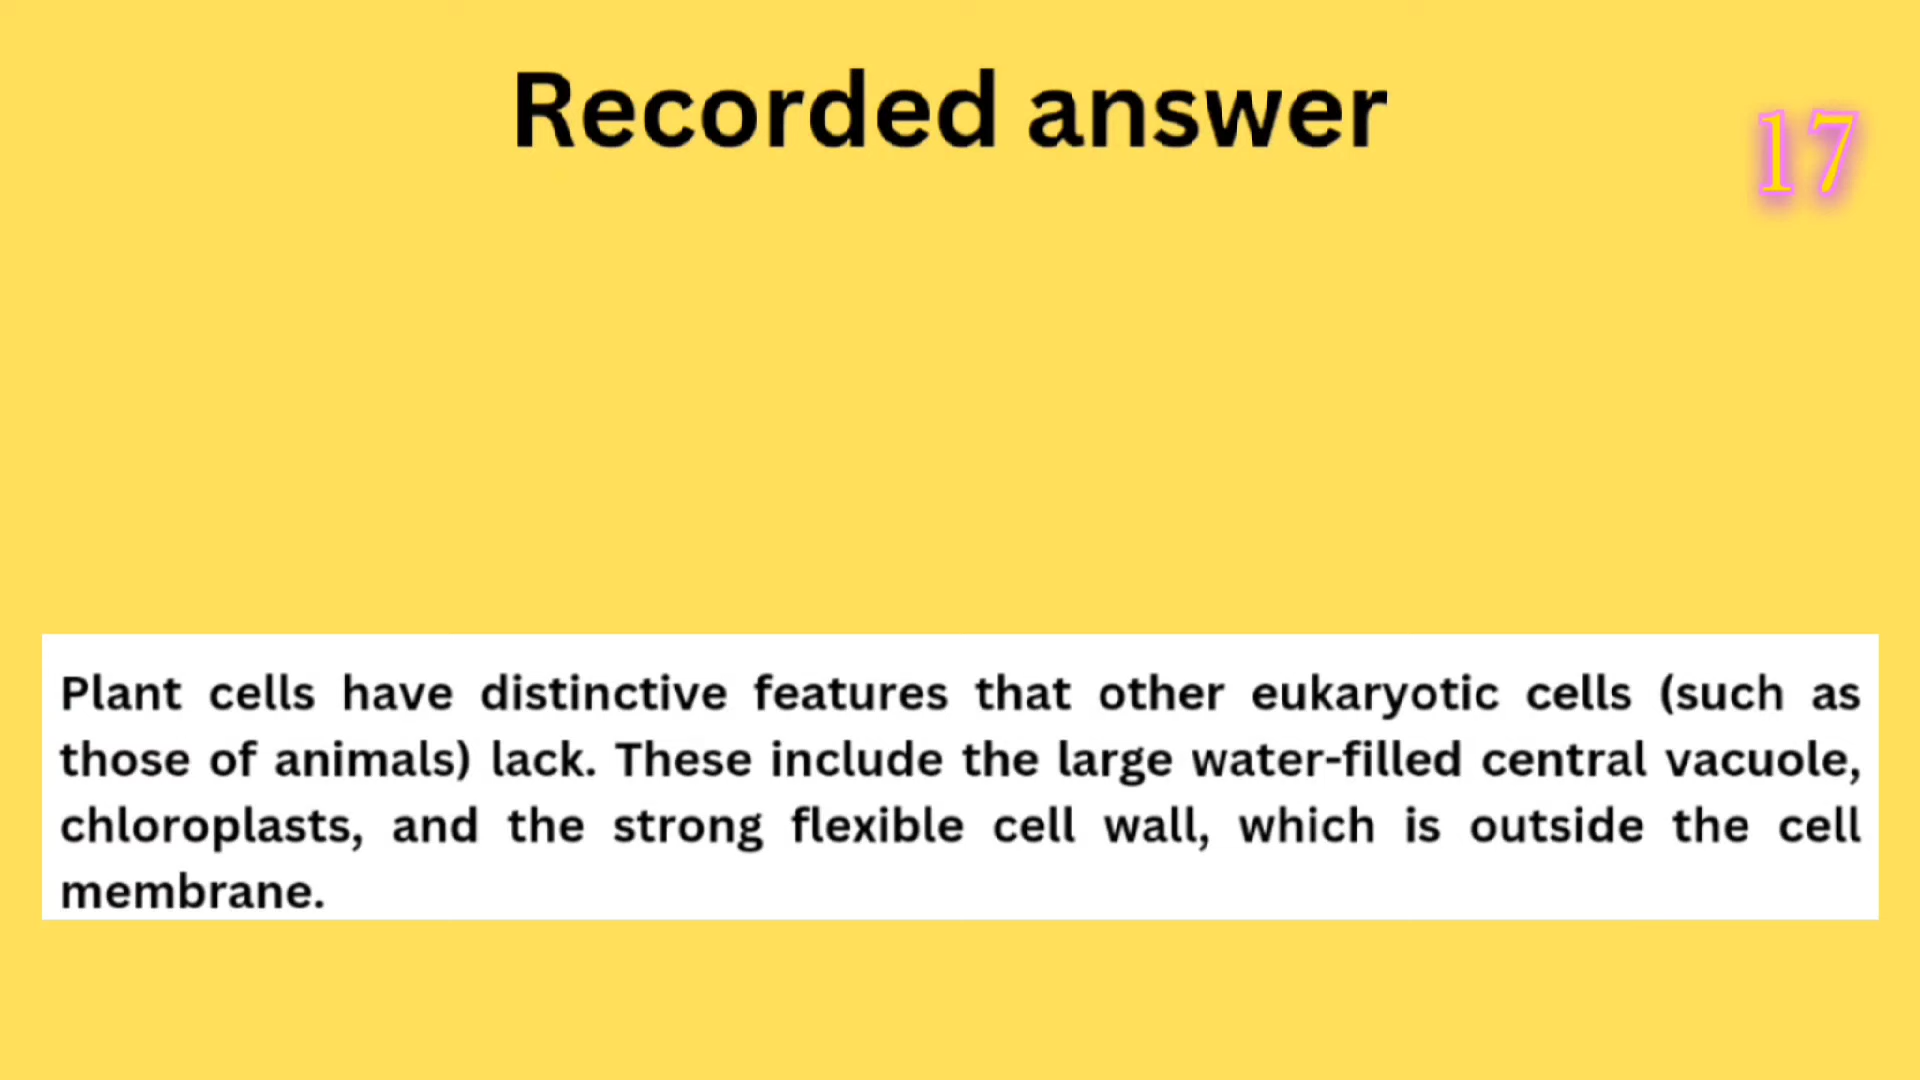 Recorded answer
17
Plant cells have distinctive features that other eukaryotic cells (such as
those of animals) lack. These include the large water-filled central vacuole,
chloroplasts, and the strong flexible cell wall, which is outside the cell
membrane.